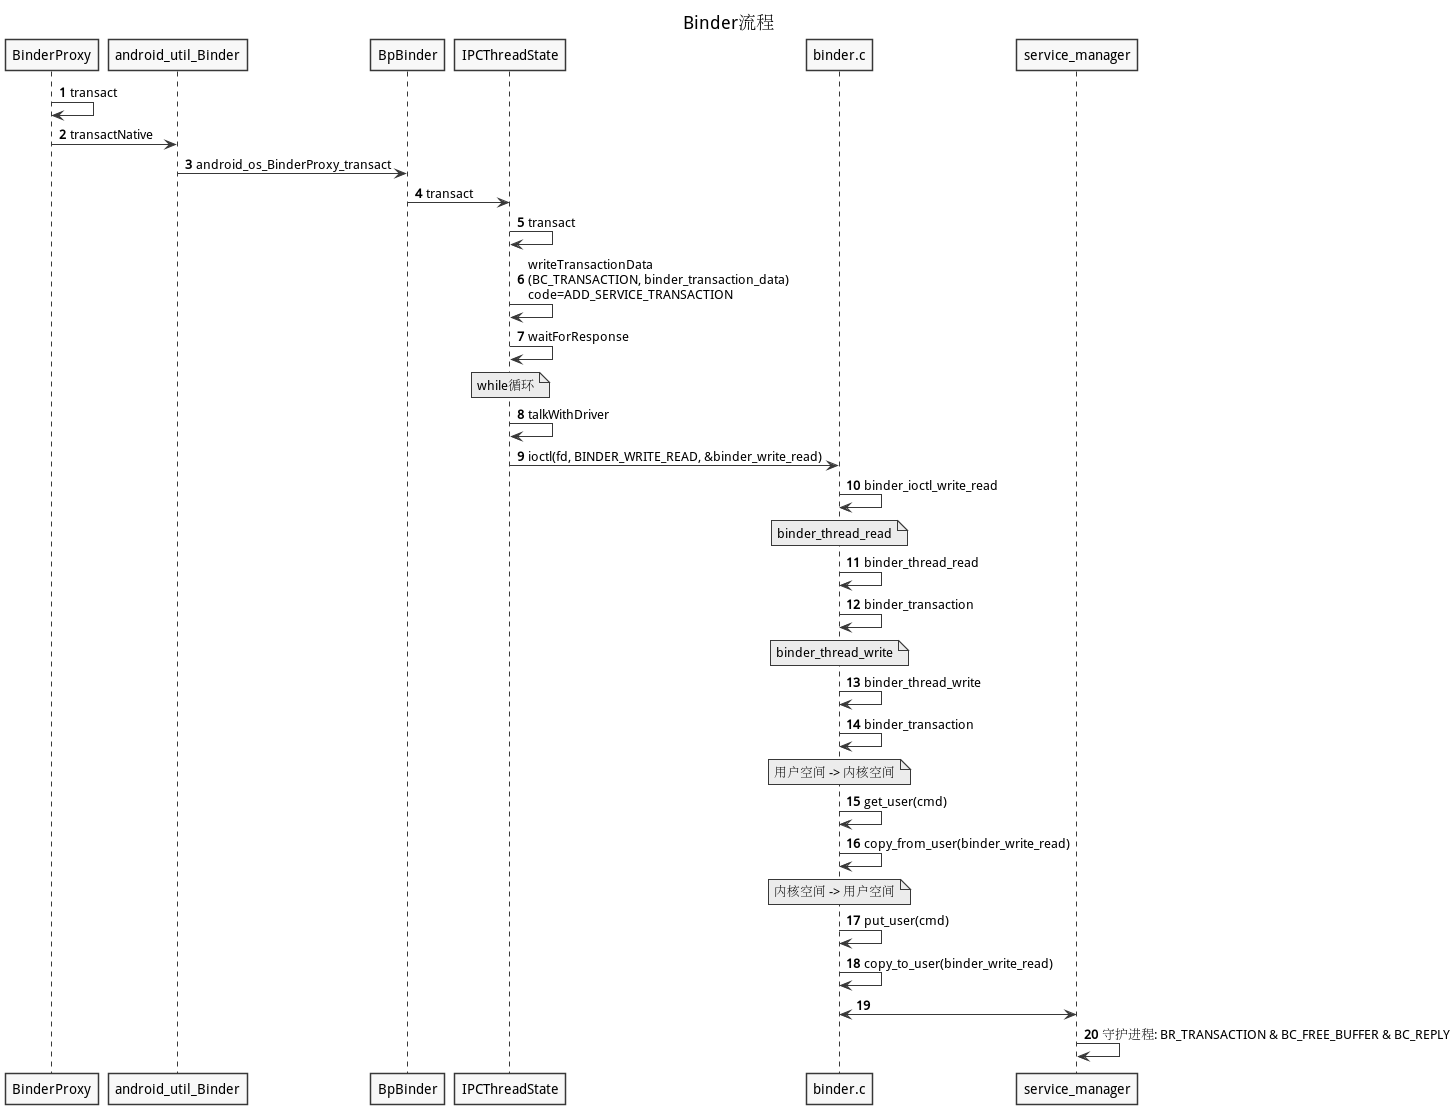 Binder流程
BinderProxy
android_util_Binder
BpBinder
IPCThreadState
binder.c
service_manager
1 transact
2 transactNative
3 android_os_BinderProxy_transact
4 transact
5 transact
writeTransactionData
6 (BC_TRANSACTION, binder_transaction_data)
code=ADD_SERVICE_TRANSACTION
7 waitForResponse
while循环
8 talkWithDriver
9 ioctl(fd, BINDER_WRITE_READ, &binder_write_read)
10 binder_ioctl_write_read
binder_thread_read
11 binder_thread_read
12 binder_transaction
binder_thread_write
13 binder_thread_write
14 binder_transaction
用户空间 -> 内核空间
15 get_user(cmd)
16 copy_from_user(binder_write_read)
内核空间 -> 用户空间
17 put_user(cmd)
18 copy_to_user(binder_write_read)
19
20 守护进程: BR_TRANSACTION & BC_FREE_BUFFER & BC_REPLY
BinderProxy
android_util_Binder
BpBinder
IPCThreadState
binder.c
service_manager